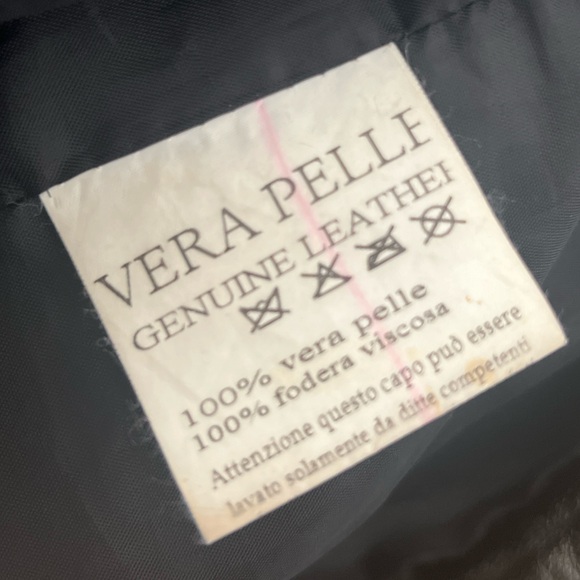 VERA PELLE
GENUINE LEATHER
100% vera pelle
100% fodera viscosa
Attenzione questo capo può essere
lavato solamente da ditte competenti